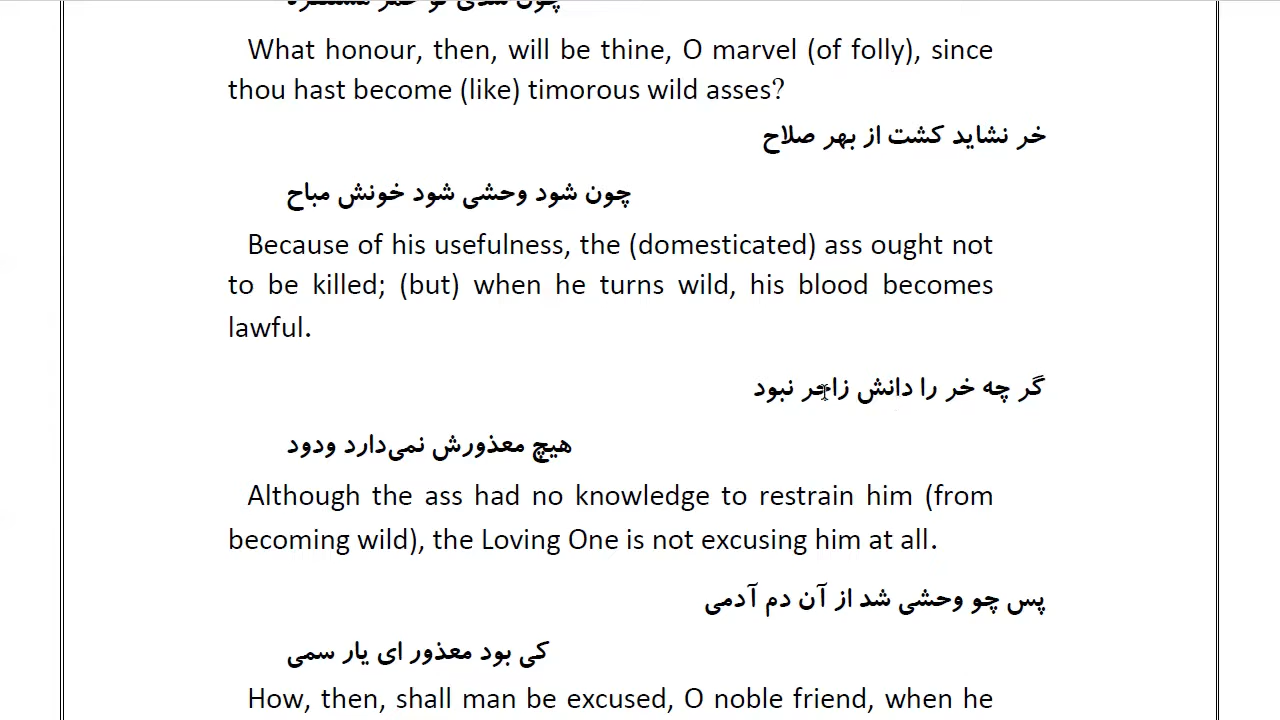 چون شدی تو حمر مستنفره
What honour, then, will be thine, O marvel (of folly), since
thou hast become (like) timorous wild asses?
خر نشاید کشت از بهر صلاح
چون شود وحشی شود خونش مباح
Because of his usefulness, the (domesticated) ass ought not
to be killed; (but) when he turns wild, his blood becomes
lawful.
گر چه خر را دانش زاجر نبود
هیچ معذورش نمی‌دارد ودود
Although the ass had no knowledge to restrain him (from
becoming wild), the Loving One is not excusing him at all.
پس چو وحشی شد از آن دم آدمی
کی بود معذور ای یار سمی
How, then, shall man be excused, O noble friend, when he